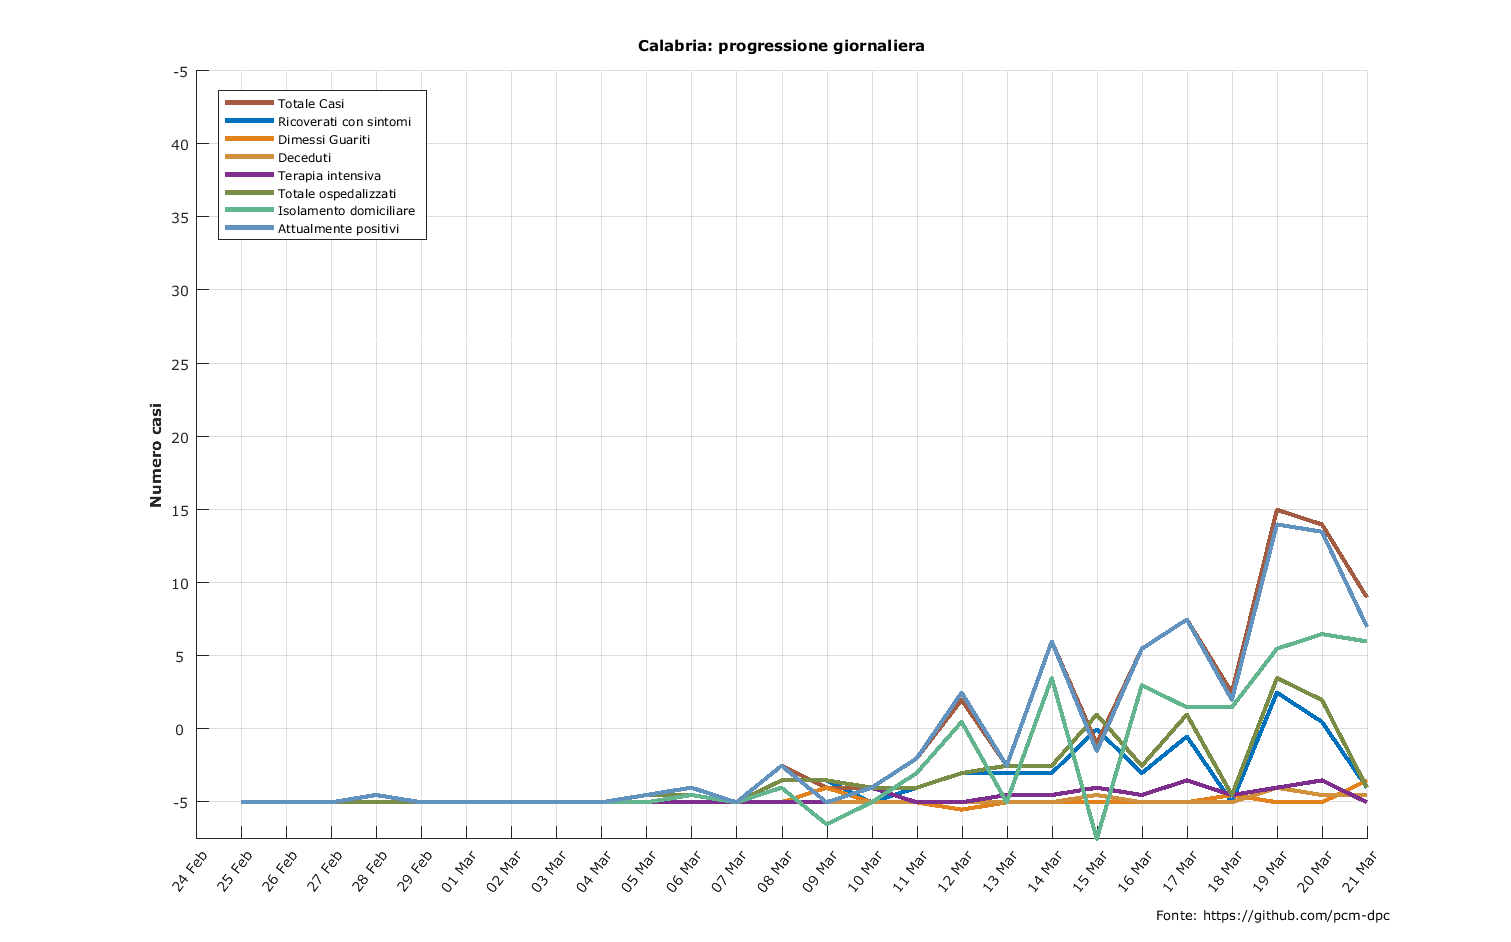 Calabria: progressione giornaliera
-5
40
35
30
25
20
15
10
5
0
-5
Numero casi
Totale Casi
Ricoverati con sintomi
Dimessi Guariti
Deceduti
Terapia intensiva
Totale ospedalizzati
Isolamento domiciliare
Attualmente positivi
24 Feb
25 Feb
26 Feb
27 Feb
28 Feb
29 Feb
01 Mar
02 Mar
03 Mar
04 Mar
05 Mar
06 Mar
07 Mar
08 Mar
09 Mar
10 Mar
11 Mar
12 Mar
13 Mar
14 Mar
15 Mar
16 Mar
17 Mar
18 Mar
19 Mar
20 Mar
21 Mar
Fonte: https://github.com/pcm-dpc